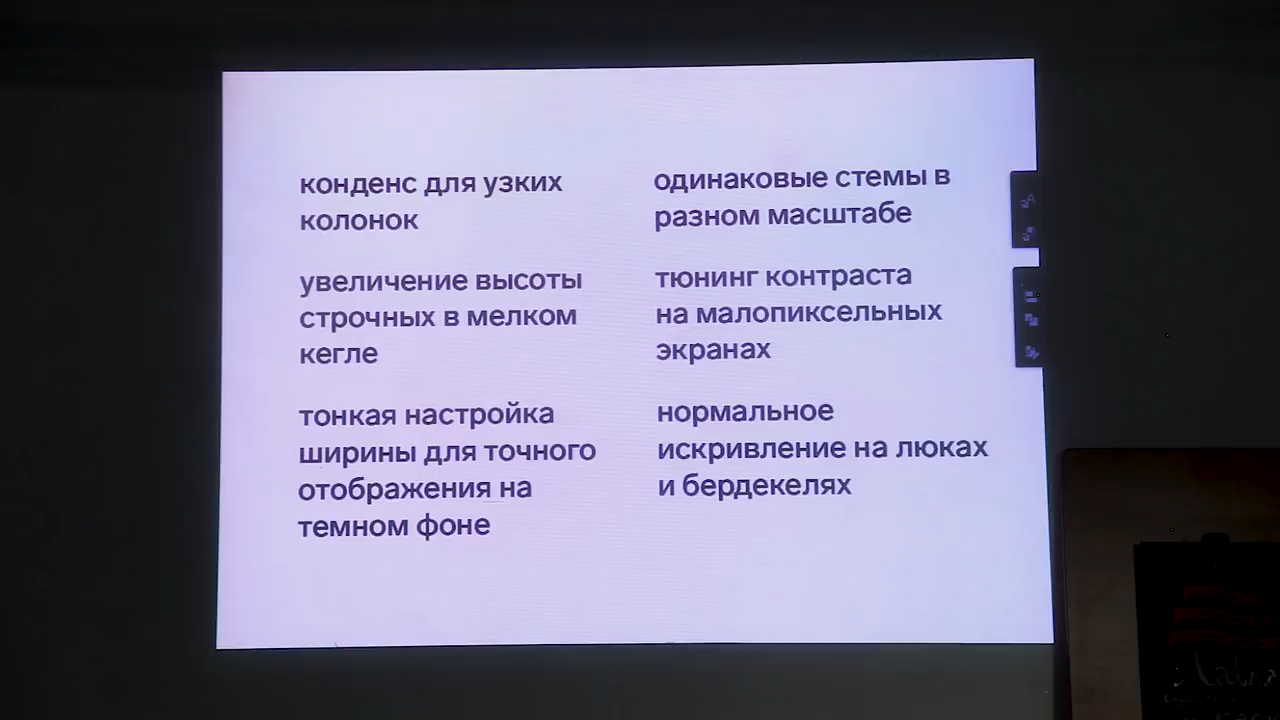 конденс для узких
колонок
увеличение высоты
строчных в мелком
кегле
тонкая настройка
ширины для точного
отображения на
темном фоне
одинаковые стемы в
разном масштабе
тюнинг контраста
на малопиксельных
экранах
нормальное
искривление на люках
и бердекелях